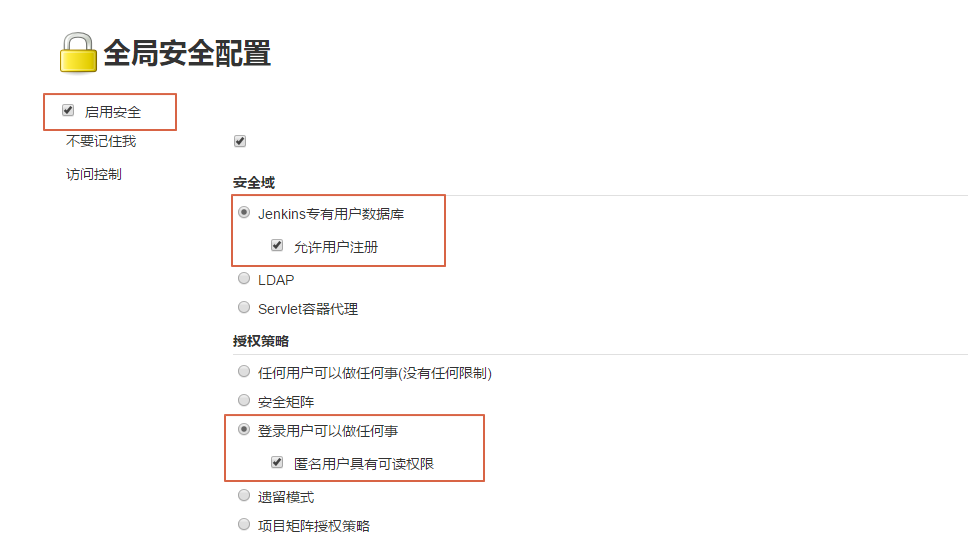 全局安全配置
启用安全
不要记住我
访问控制
安全域
Jenkins专有用户数据库
允许用户注册
LDAP
Servlet容器代理
授权策略
任何用户可以做任何事(没有任何限制)
安全矩阵
登录用户可以做任何事
匿名用户具有可读权限
遗留模式
项目矩阵授权策略